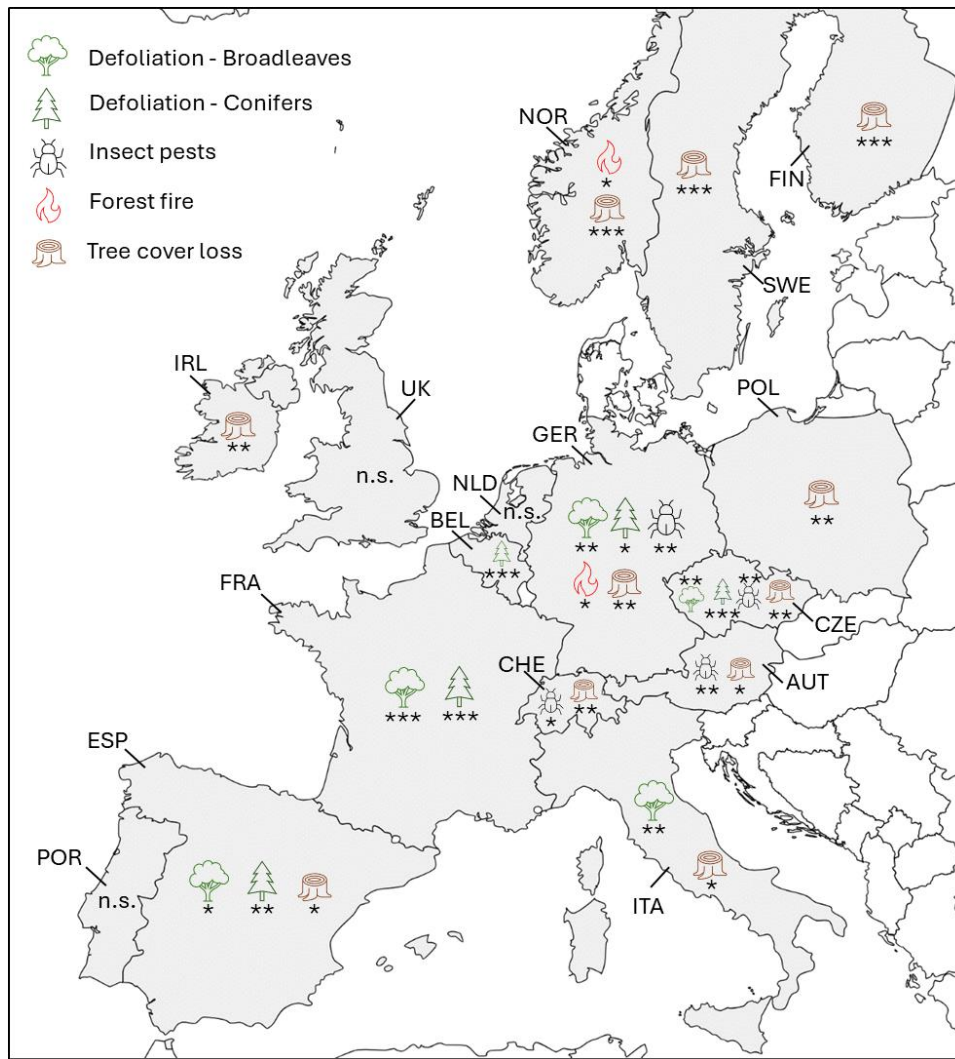 Defoliation - Broadleaves
Defoliation - Conifers
Insect pests
Forest fire
Tree cover loss
NOR
*
***
***
***
FIN
SWE
IRL
**
UK
n.s.
POL
**
GER
NLD
n.s.
BEL
***
** * **
* **
** **
*** **
CZE
FRA
*** ***
CHE
* **
** *
AUT
ESP
* ** *
POR
n.s.
**
*
ITA